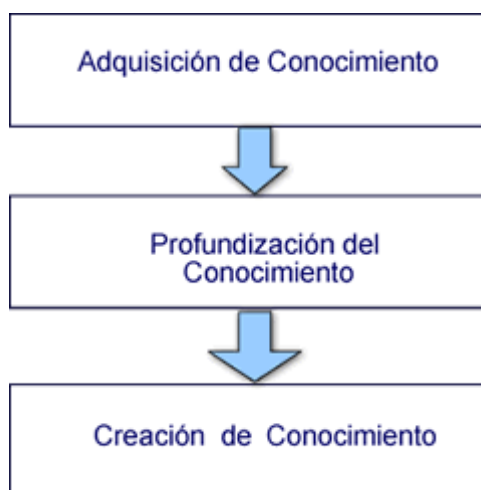 Adquisición de Conocimiento
Profundización del
Conocimiento
Creación de Conocimiento